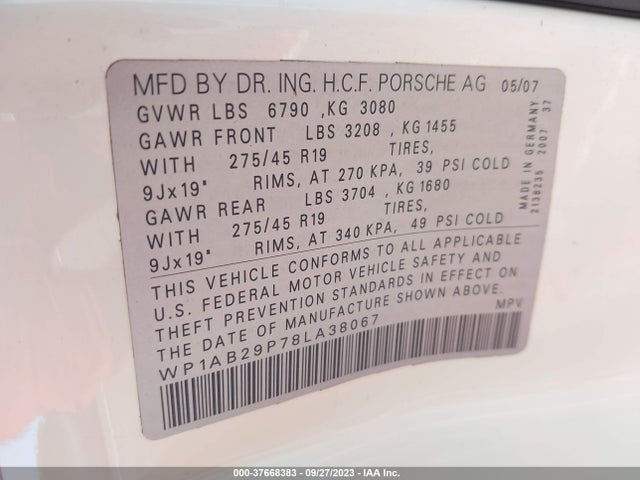 MFD BY DR. ING. H.C.F. PORSCHE AG 05/07
GVWR LBS 6790 ,KG 3080
GAWR FRONT LBS 3208 , KG 1455
WITH 275/45 R19 TIRES,
9Jx19" RIMS, AT 270 KPA, 39 PSI COLD
GAWR REAR LBS 3704 , KG 1680
WITH 275/45 R19 TIRES,
9Jx19" RIMS, AT 340 KPA, 49 PSI COLD
THIS VEHICLE CONFORMS TO ALL APPLICABLE
U.S. FEDERAL MOTOR VEHICLE SAFETY AND
THEFT PREVENTION STANDARDS IN EFFECT ON
THE DATE OF MANUFACTURE SHOWN ABOVE.
WP1AB29P78LA38067 MPV
MADE IN GERMANY
2138235 2007 37
000-37668383 - 09/27/2023 - IAA Inc.